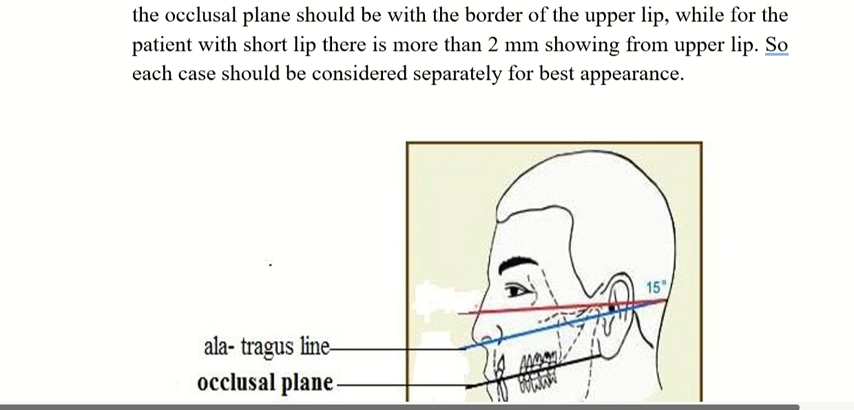 the occlusal plane should be with the border of the upper lip, while for the
patient with short lip there is more than 2 mm showing from upper lip. So
each case should be considered separately for best appearance.
15°
ala- tragus line
occlusal plane